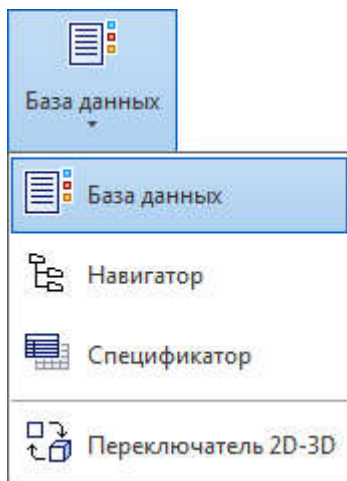 База данных
База данных
Навигатор
Спецификатор
Переключатель 2D-3D